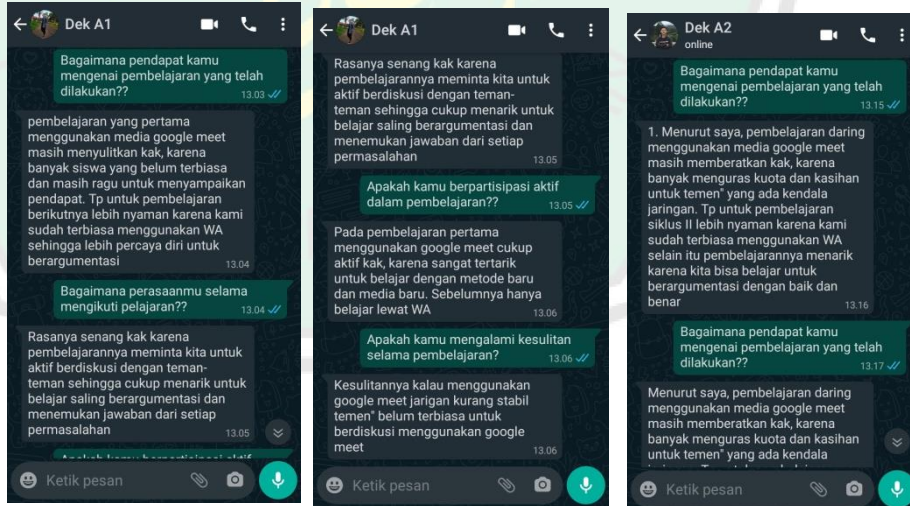 Dek A1
Bagaimana pendapat kamu
mengenai pembelajaran yang telah
dilakukan??
13.03
pembelajaran yang pertama
menggunakan media google meet
masih menyulitkan kak, karena
banyak siswa yang belum terbiasa
dan masih ragu untuk menyampaikan
pendapat. Tp untuk pembelajaran
berikutnya lebih nyaman karena kami
sudah terbiasa menggunakan WA
sehingga lebih percaya diri untuk
berargumentasi
13.04
Bagaimana perasaanmu selama
mengikuti pelajaran??
13.04
Rasanya senang kak karena
pembelajarannya meminta kita untuk
aktif berdiskusi dengan teman-
teman sehingga cukup menarik untuk
belajar saling berargumentasi dan
menemukan jawaban dari setiap
permasalahan
13.05
Ketik pesan
Dek A1
Rasanya senang kak karena
pembelajarannya meminta kita untuk
aktif berdiskusi dengan teman-
teman sehingga cukup menarik untuk
belajar saling berargumentasi dan
menemukan jawaban dari setiap
permasalahan
13.05
Apakah kamu berpartisipasi aktif
dalam pembelajaran??
13.05
Pada pembelajaran pertama
menggunakan google meet cukup
aktif kak, karena sangat tertarik
untuk belajar dengan metode baru
dan media baru. Sebelumnya hanya
belajar lewat WA
13.06
Apakah kamu mengalami kesulitan
selama pembelajaran?
13.06
Kesulitannya kalau menggunakan
google meet jarigan kurang stabil
temen" belum terbiasa untuk
berdiskusi menggunakan google
meet
13.06
Ketik pesan
Dek A2
online
Bagaimana pendapat kamu
mengenai pembelajaran yang telah
dilakukan??
13.15
1. Menurut saya, pembelajaran daring
menggunakan media google meet
masih memberatkan kak, karena
banyak menguras kuota dan kasihan
untuk temen" yang ada kendala
jaringan. Tp untuk pembelajaran
siklus II lebih nyaman karena kami
sudah terbiasa menggunakan WA
selain itu pembelajarannya menarik
karena kita bisa belajar untuk
berargumentasi dengan baik dan
benar
13.16
Bagaimana pendapat kamu
mengenai pembelajaran yang telah
dilakukan??
13.17
Menurut saya, pembelajaran daring
menggunakan media google meet
masih memberatkan kak, karena
banyak menguras kuota dan kasihan
untuk temen" yang ada kendala
Ketik pesan